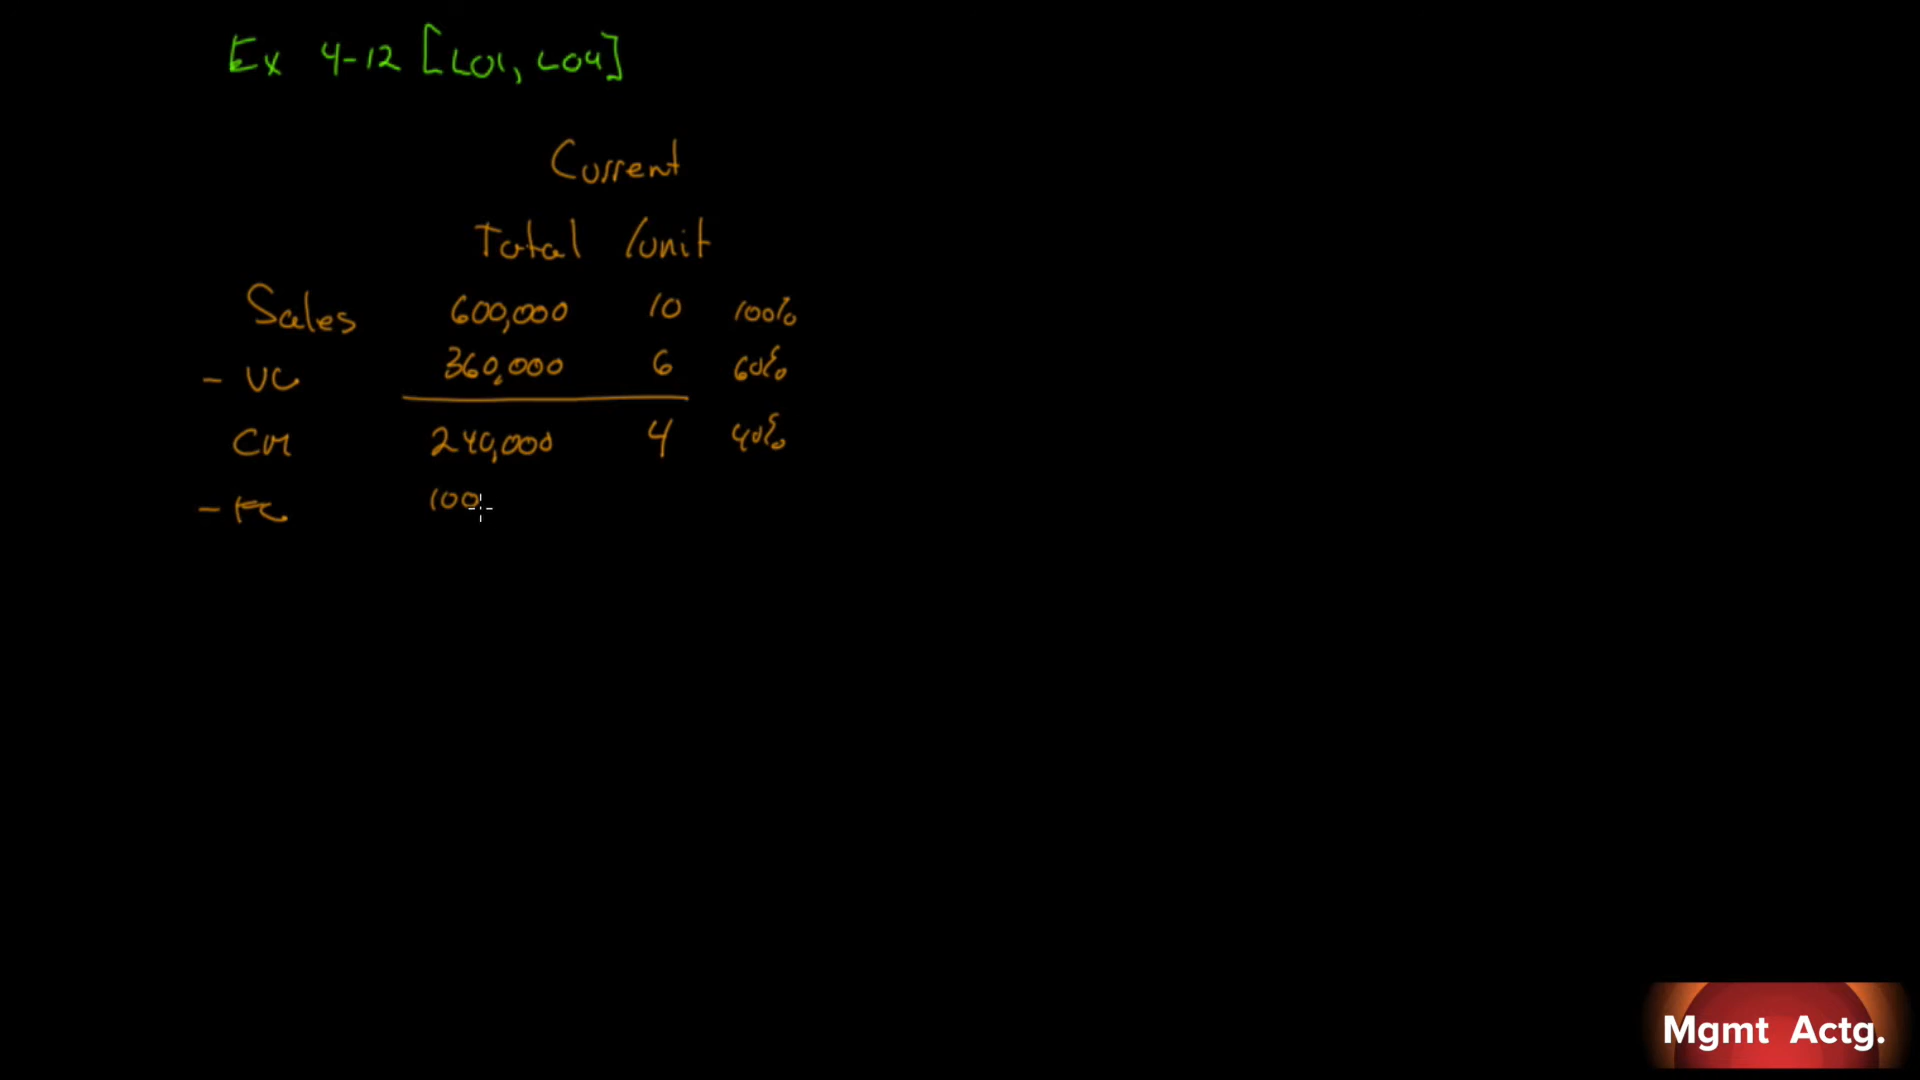 Ex 4-12 [LO1, LO4]
Current
Total /unit
Sales 600,000 10 100%
- VC 360,000 6 60%
CM 240,000 4 40%
- FC 100
Mgmt Actg.